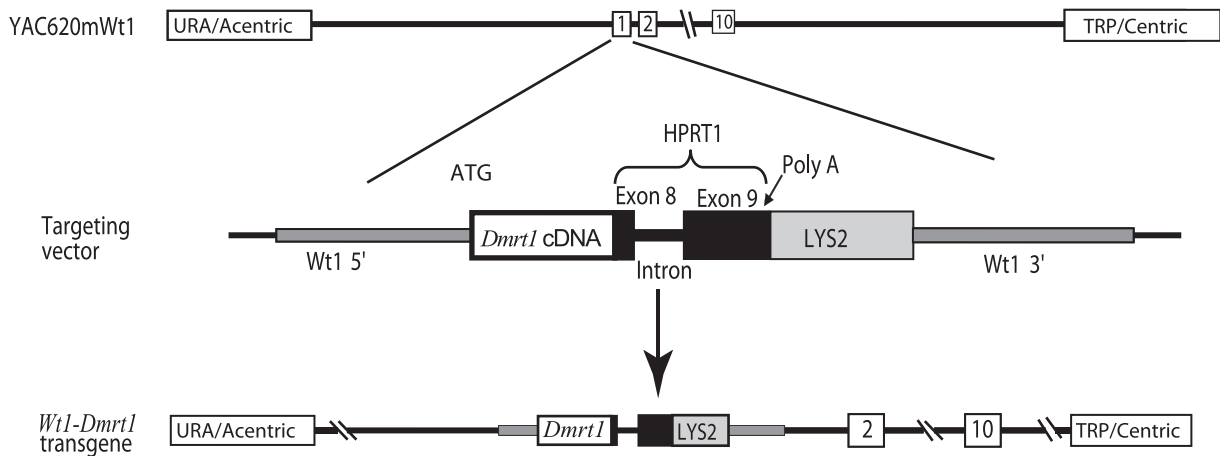 YAC620mWt1
URA/Acentric
1
2
10
TRP/Centric
HPRT1
ATG
Poly A
Exon 8
Exon 9
Targeting
vector
Dmrt1 cDNA
LYS2
Wt1 5'
Intron
Wt1 3'
Wt1-Dmrt1
transgene
URA/Acentric
Dmrt1
LYS2
2
10
TRP/Centric